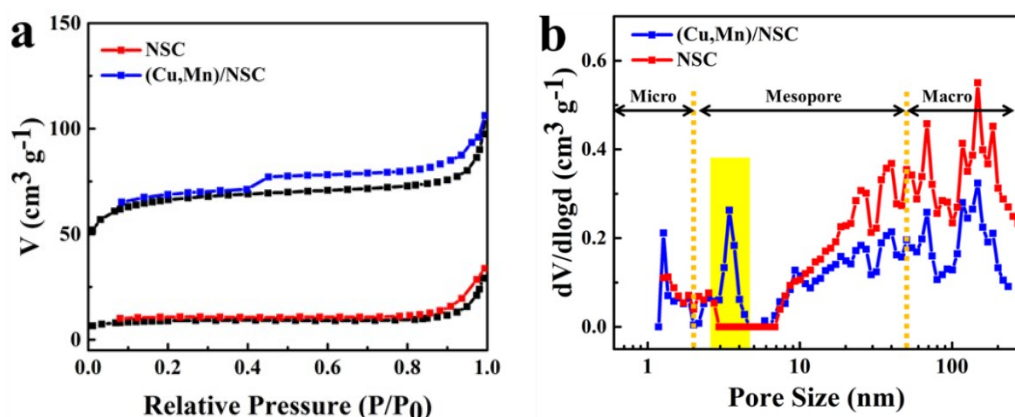 a
150
100
50
0
V (cm³ g⁻¹)
NSC
(Cu,Mn)/NSC
0.0 0.2 0.4 0.6 0.8 1.0
Relative Pressure (P/P₀)
b
0.6
0.4
0.2
0.0
dV/dlogd (cm³ g⁻¹)
(Cu,Mn)/NSC
NSC
Micro Mesopore Macro
1 10 100
Pore Size (nm)